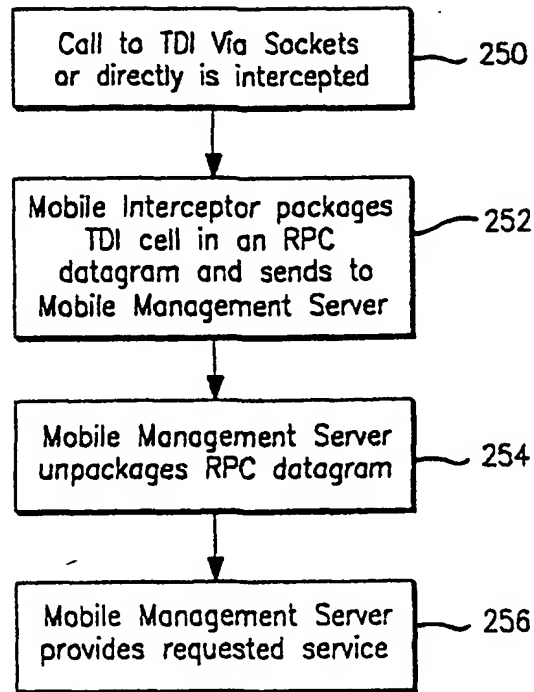 Call to TDI Via Sockets
or directly is intercepted
250
Mobile Interceptor packages
TDI cell in an RPC
datagram and sends to
Mobile Management Server
252
Mobile Management Server
unpackages RPC datagram
254
Mobile Management Server
provides requested service
256